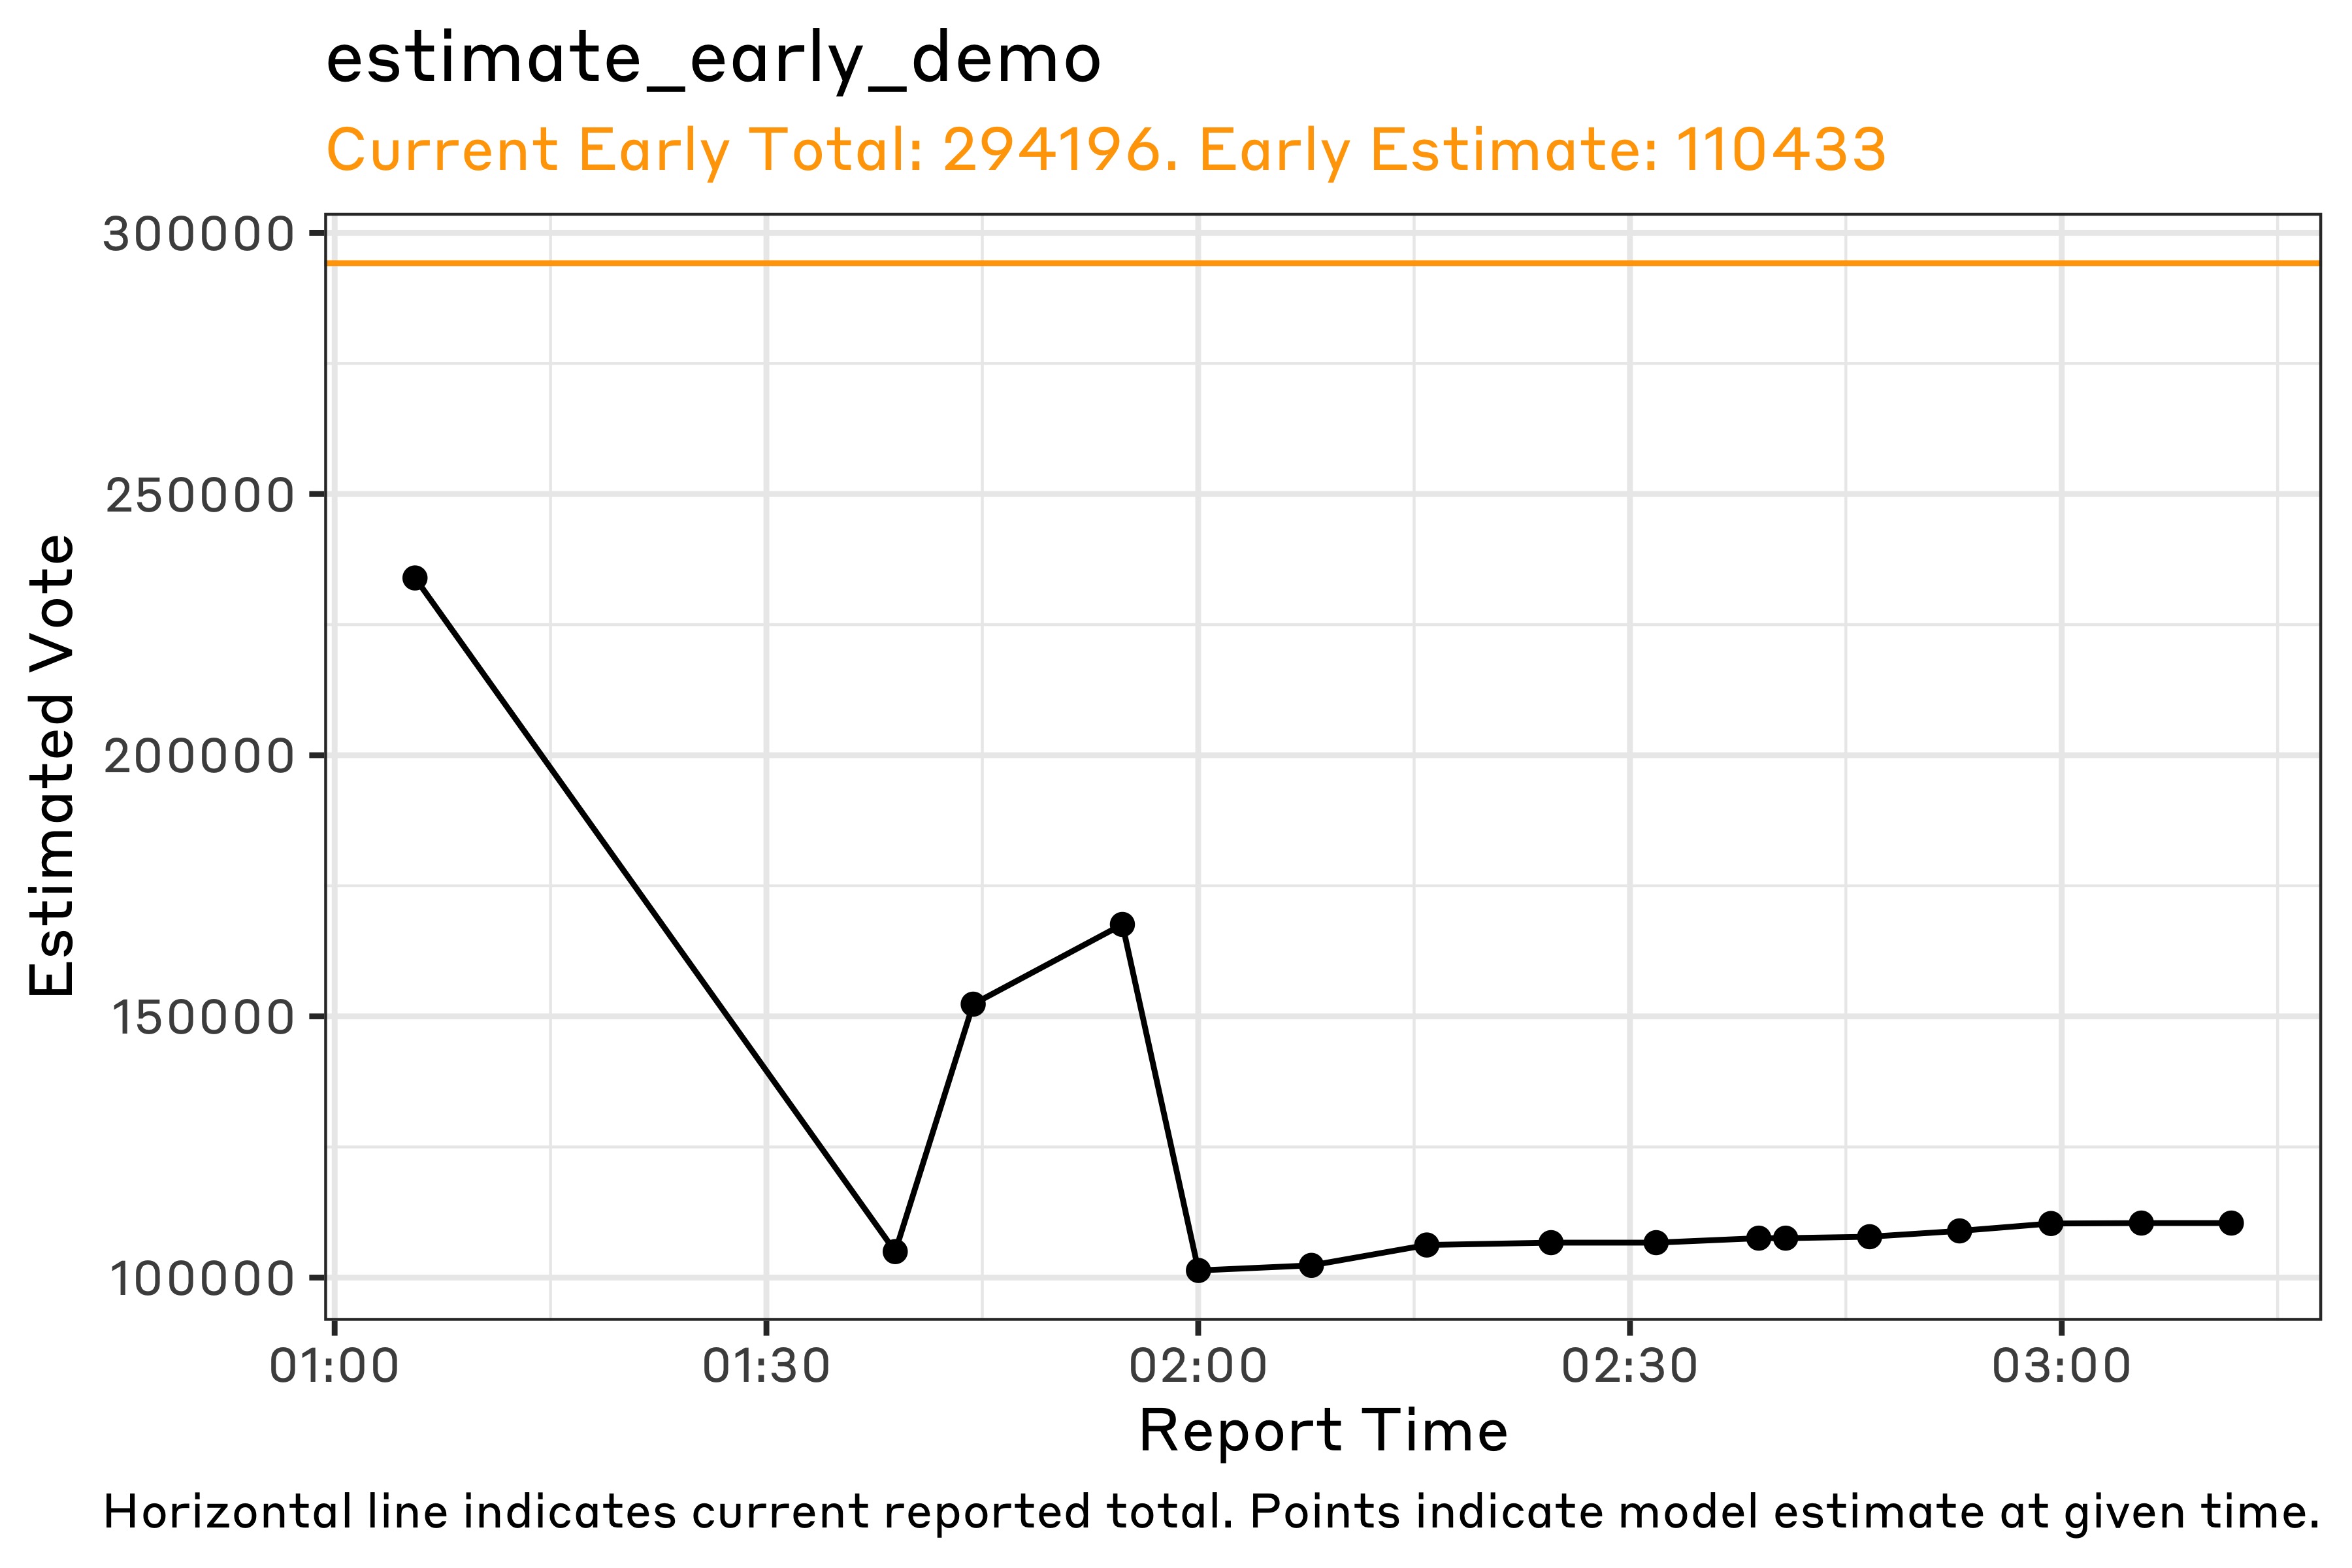 estimate_early_demo
Current Early Total: 294196. Early Estimate: 110433
300000
250000
200000
150000
100000
Estimated Vote
01:00 01:30 02:00 02:30 03:00
Report Time
Horizontal line indicates current reported total. Points indicate model estimate at given time.